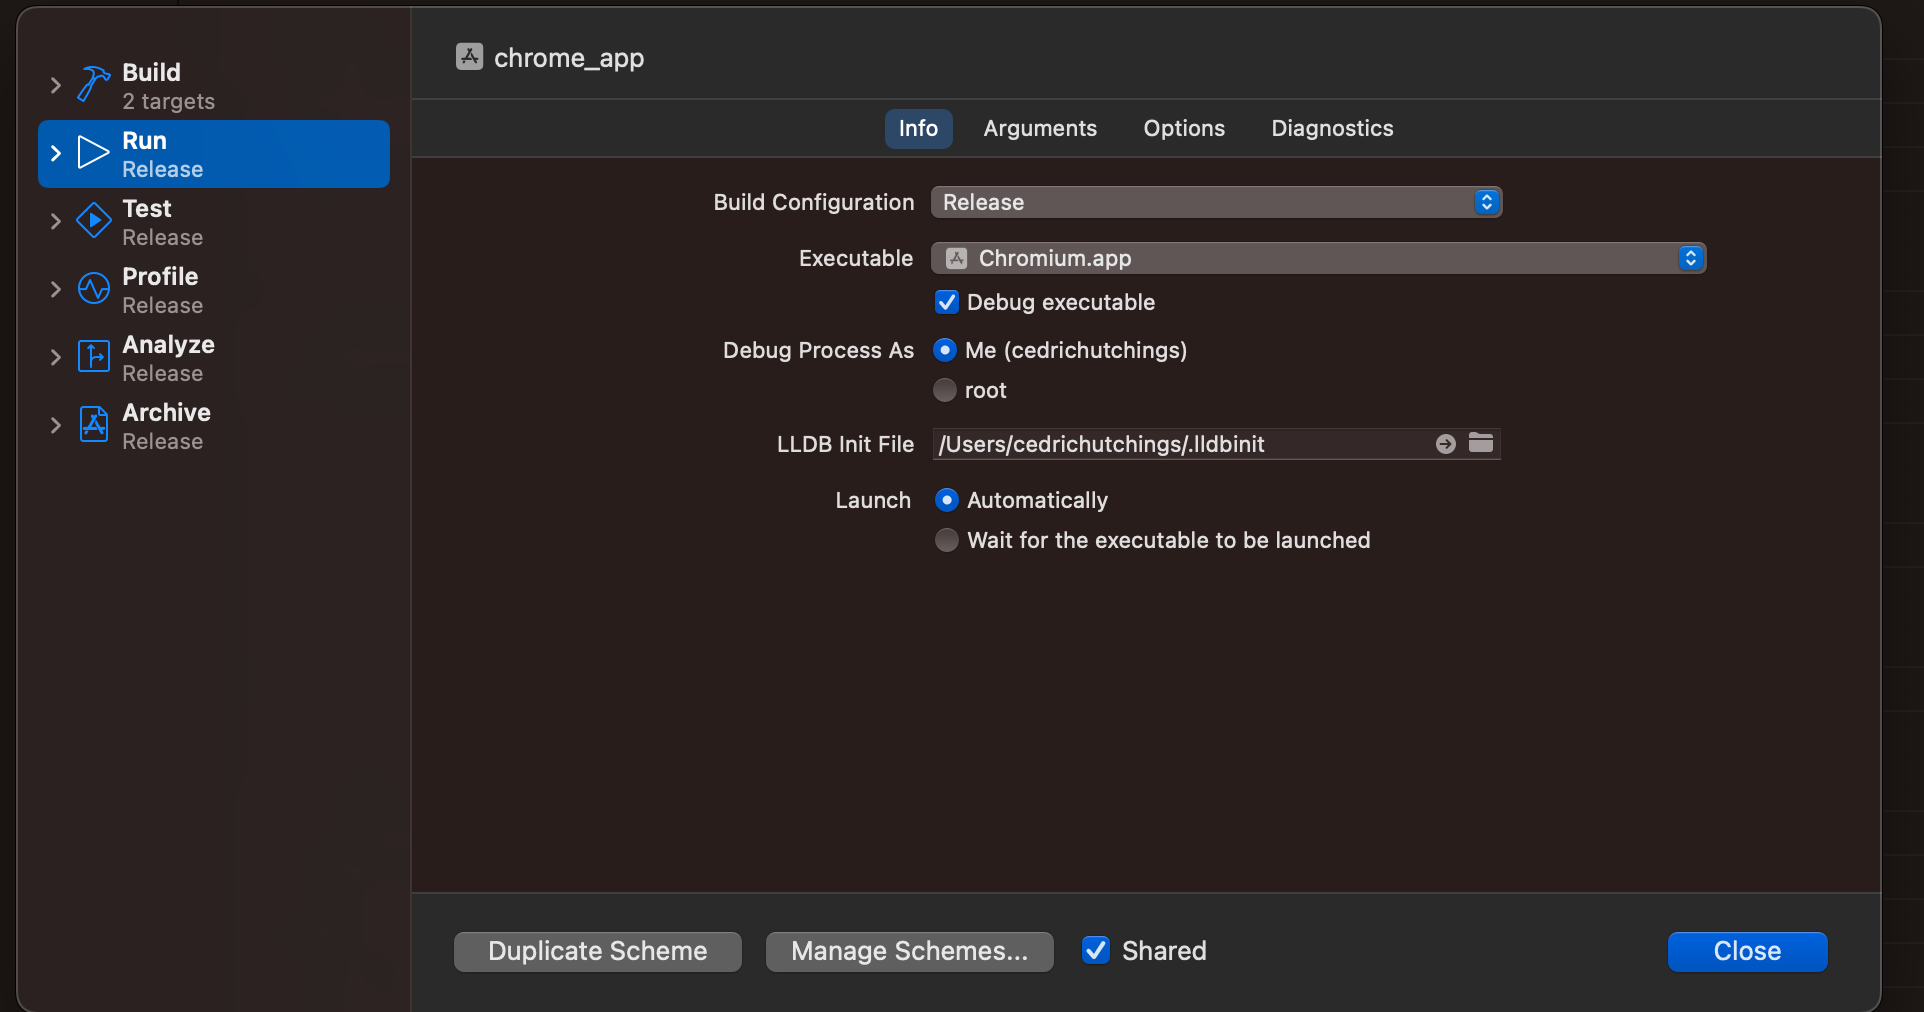 Build
2 targets
Run
Release
Test
Release
Profile
Release
Analyze
Release
Archive
Release
chrome_app
Info Arguments Options Diagnostics
Build Configuration Release
Executable Chromium.app
Debug executable
Debug Process As Me (cedrichutchings)
root
LLDB Init File /Users/cedrichutchings/.lldbinit
Launch Automatically
Wait for the executable to be launched
Duplicate Scheme Manage Schemes... Shared Close